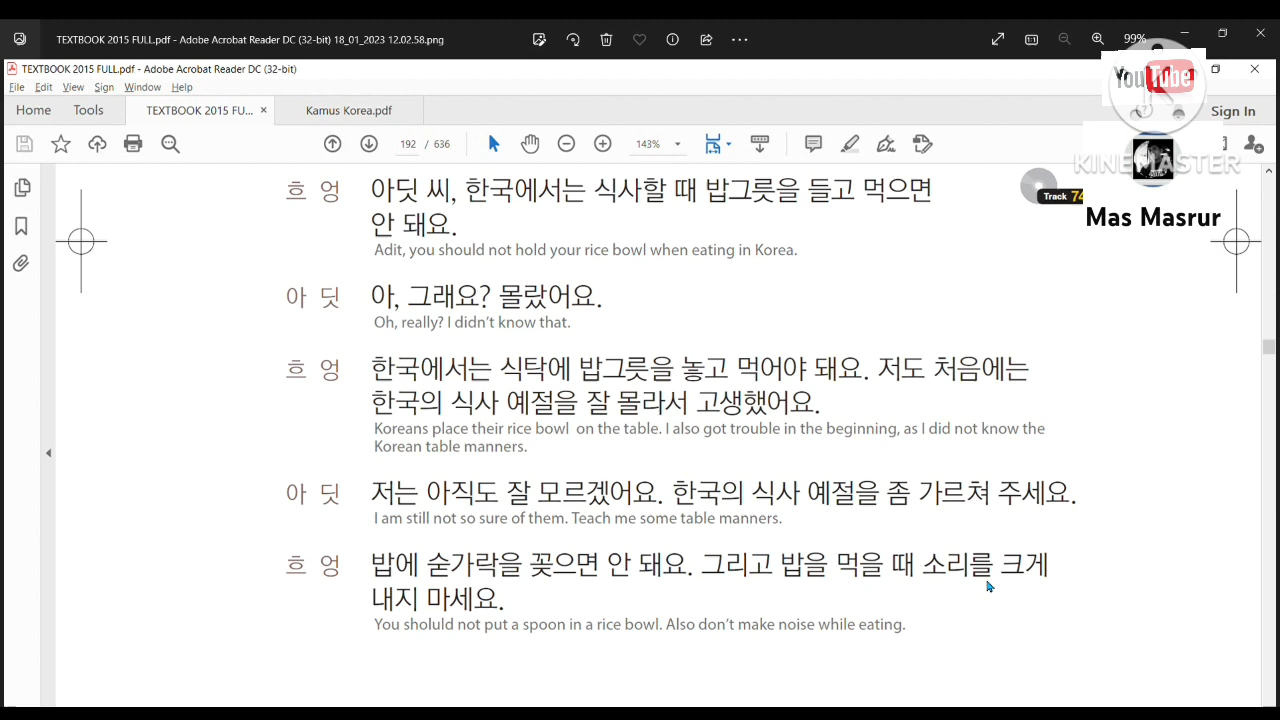 TEXTBOOK 2015 FULL.pdf - Adobe Acrobat Reader DC (32-bit) 18_01_2023 12.02.58.png
99%
TEXTBOOK 2015 FULL.pdf - Adobe Acrobat Reader DC (32-bit)
File Edit View Sign Window Help
YouTube
Home Tools TEXTBOOK 2015 FU... × Kamus Korea.pdf Sign In
192 / 636 143%
KINEMASTER
흐 엉 아딧 씨, 한국에서는 식사할 때 밥그릇을 들고 먹으면
Track 74
안 돼요.
Mas Masrur
Adit, you should not hold your rice bowl when eating in Korea.
아 딧 아, 그래요? 몰랐어요.
Oh, really? I didn't know that.
흐 엉 한국에서는 식탁에 밥그릇을 놓고 먹어야 돼요. 저도 처음에는
한국의 식사 예절을 잘 몰라서 고생했어요.
Koreans place their rice bowl on the table. I also got trouble in the beginning, as I did not know the
Korean table manners.
아 딧 저는 아직도 잘 모르겠어요. 한국의 식사 예절을 좀 가르쳐 주세요.
I am still not so sure of them. Teach me some table manners.
흐 엉 밥에 숟가락을 꽂으면 안 돼요. 그리고 밥을 먹을 때 소리를 크게
내지 마세요.
You sholuld not put a spoon in a rice bowl. Also don't make noise while eating.